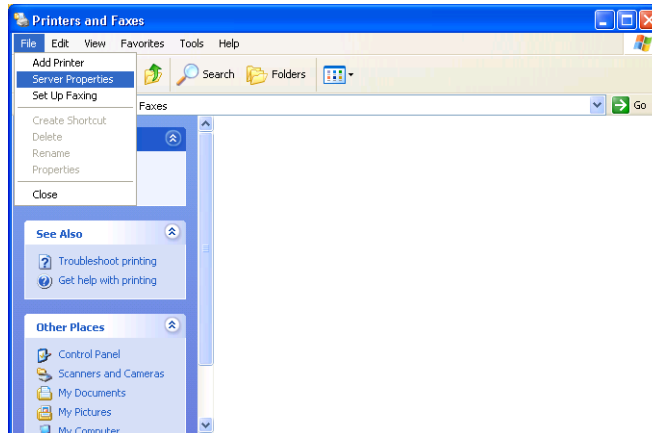 Printers and Faxes
File Edit View Favorites Tools Help
Add Printer
Server Properties
Set Up Faxing
Create Shortcut
Delete
Rename
Properties
Close
Search Folders
Faxes Go
See Also
Troubleshoot printing
Get help with printing
Other Places
Control Panel
Scanners and Cameras
My Documents
My Pictures
My Computer